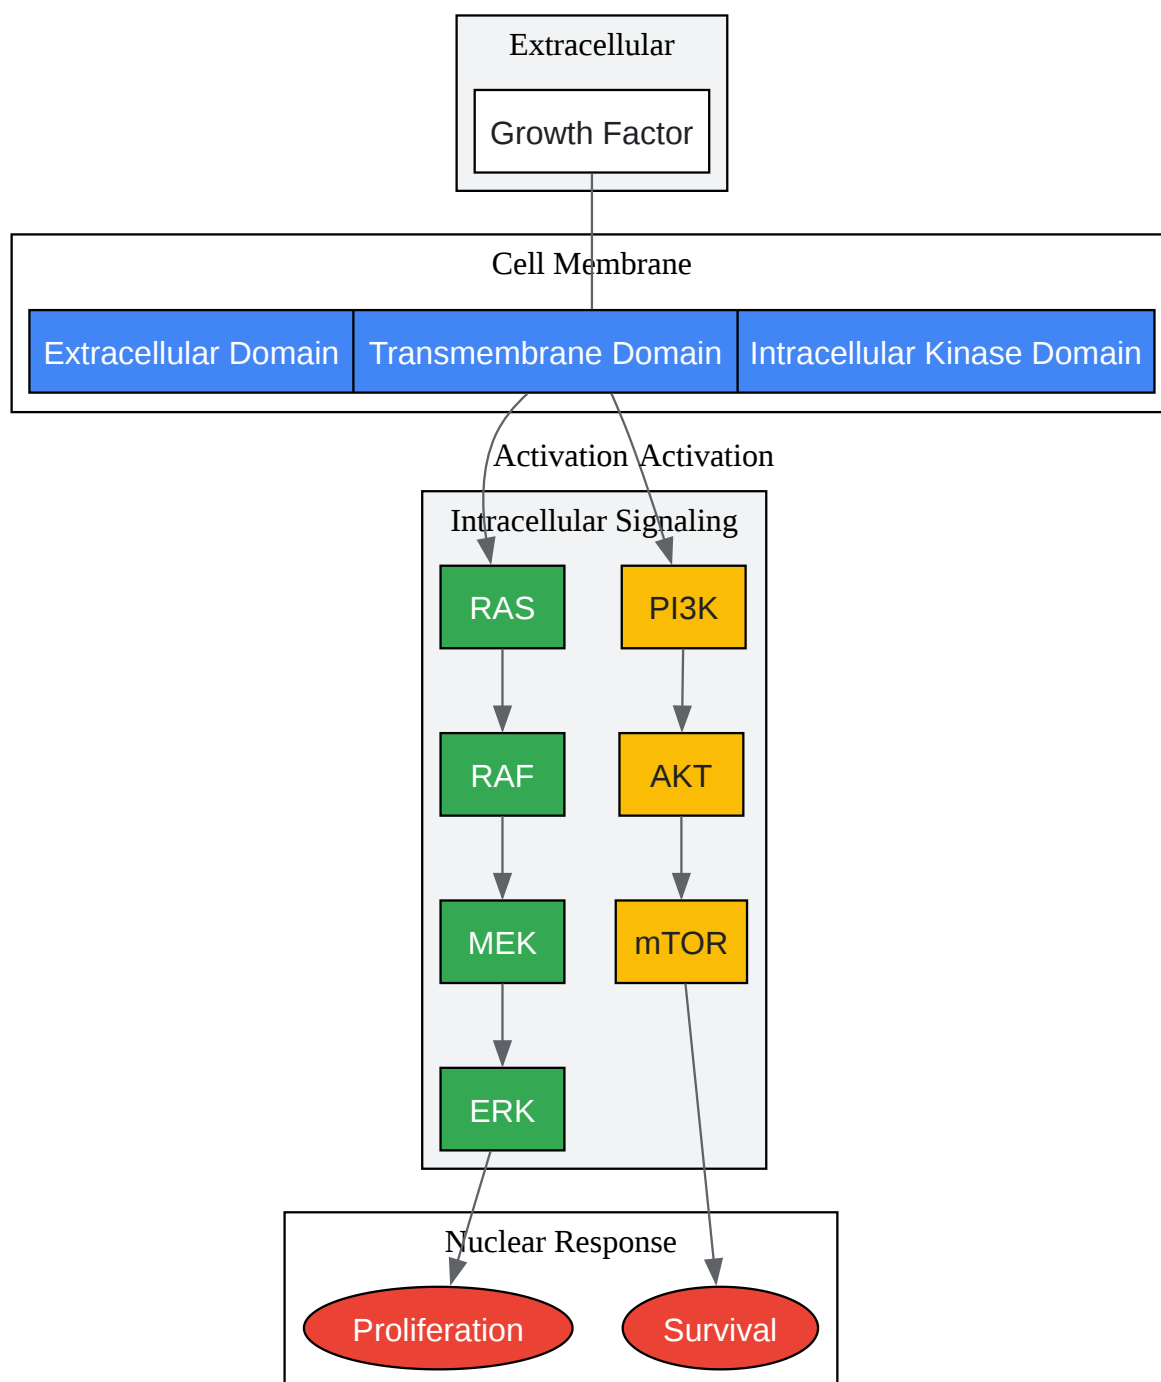 Extracellular
Growth Factor
Cell Membrane
Extracellular Domain Transmembrane Domain Intracellular Kinase Domain
Activation Activation
Intracellular Signaling
RAS PI3K
RAF AKT
MEK mTOR
ERK
Nuclear Response
Proliferation Survival